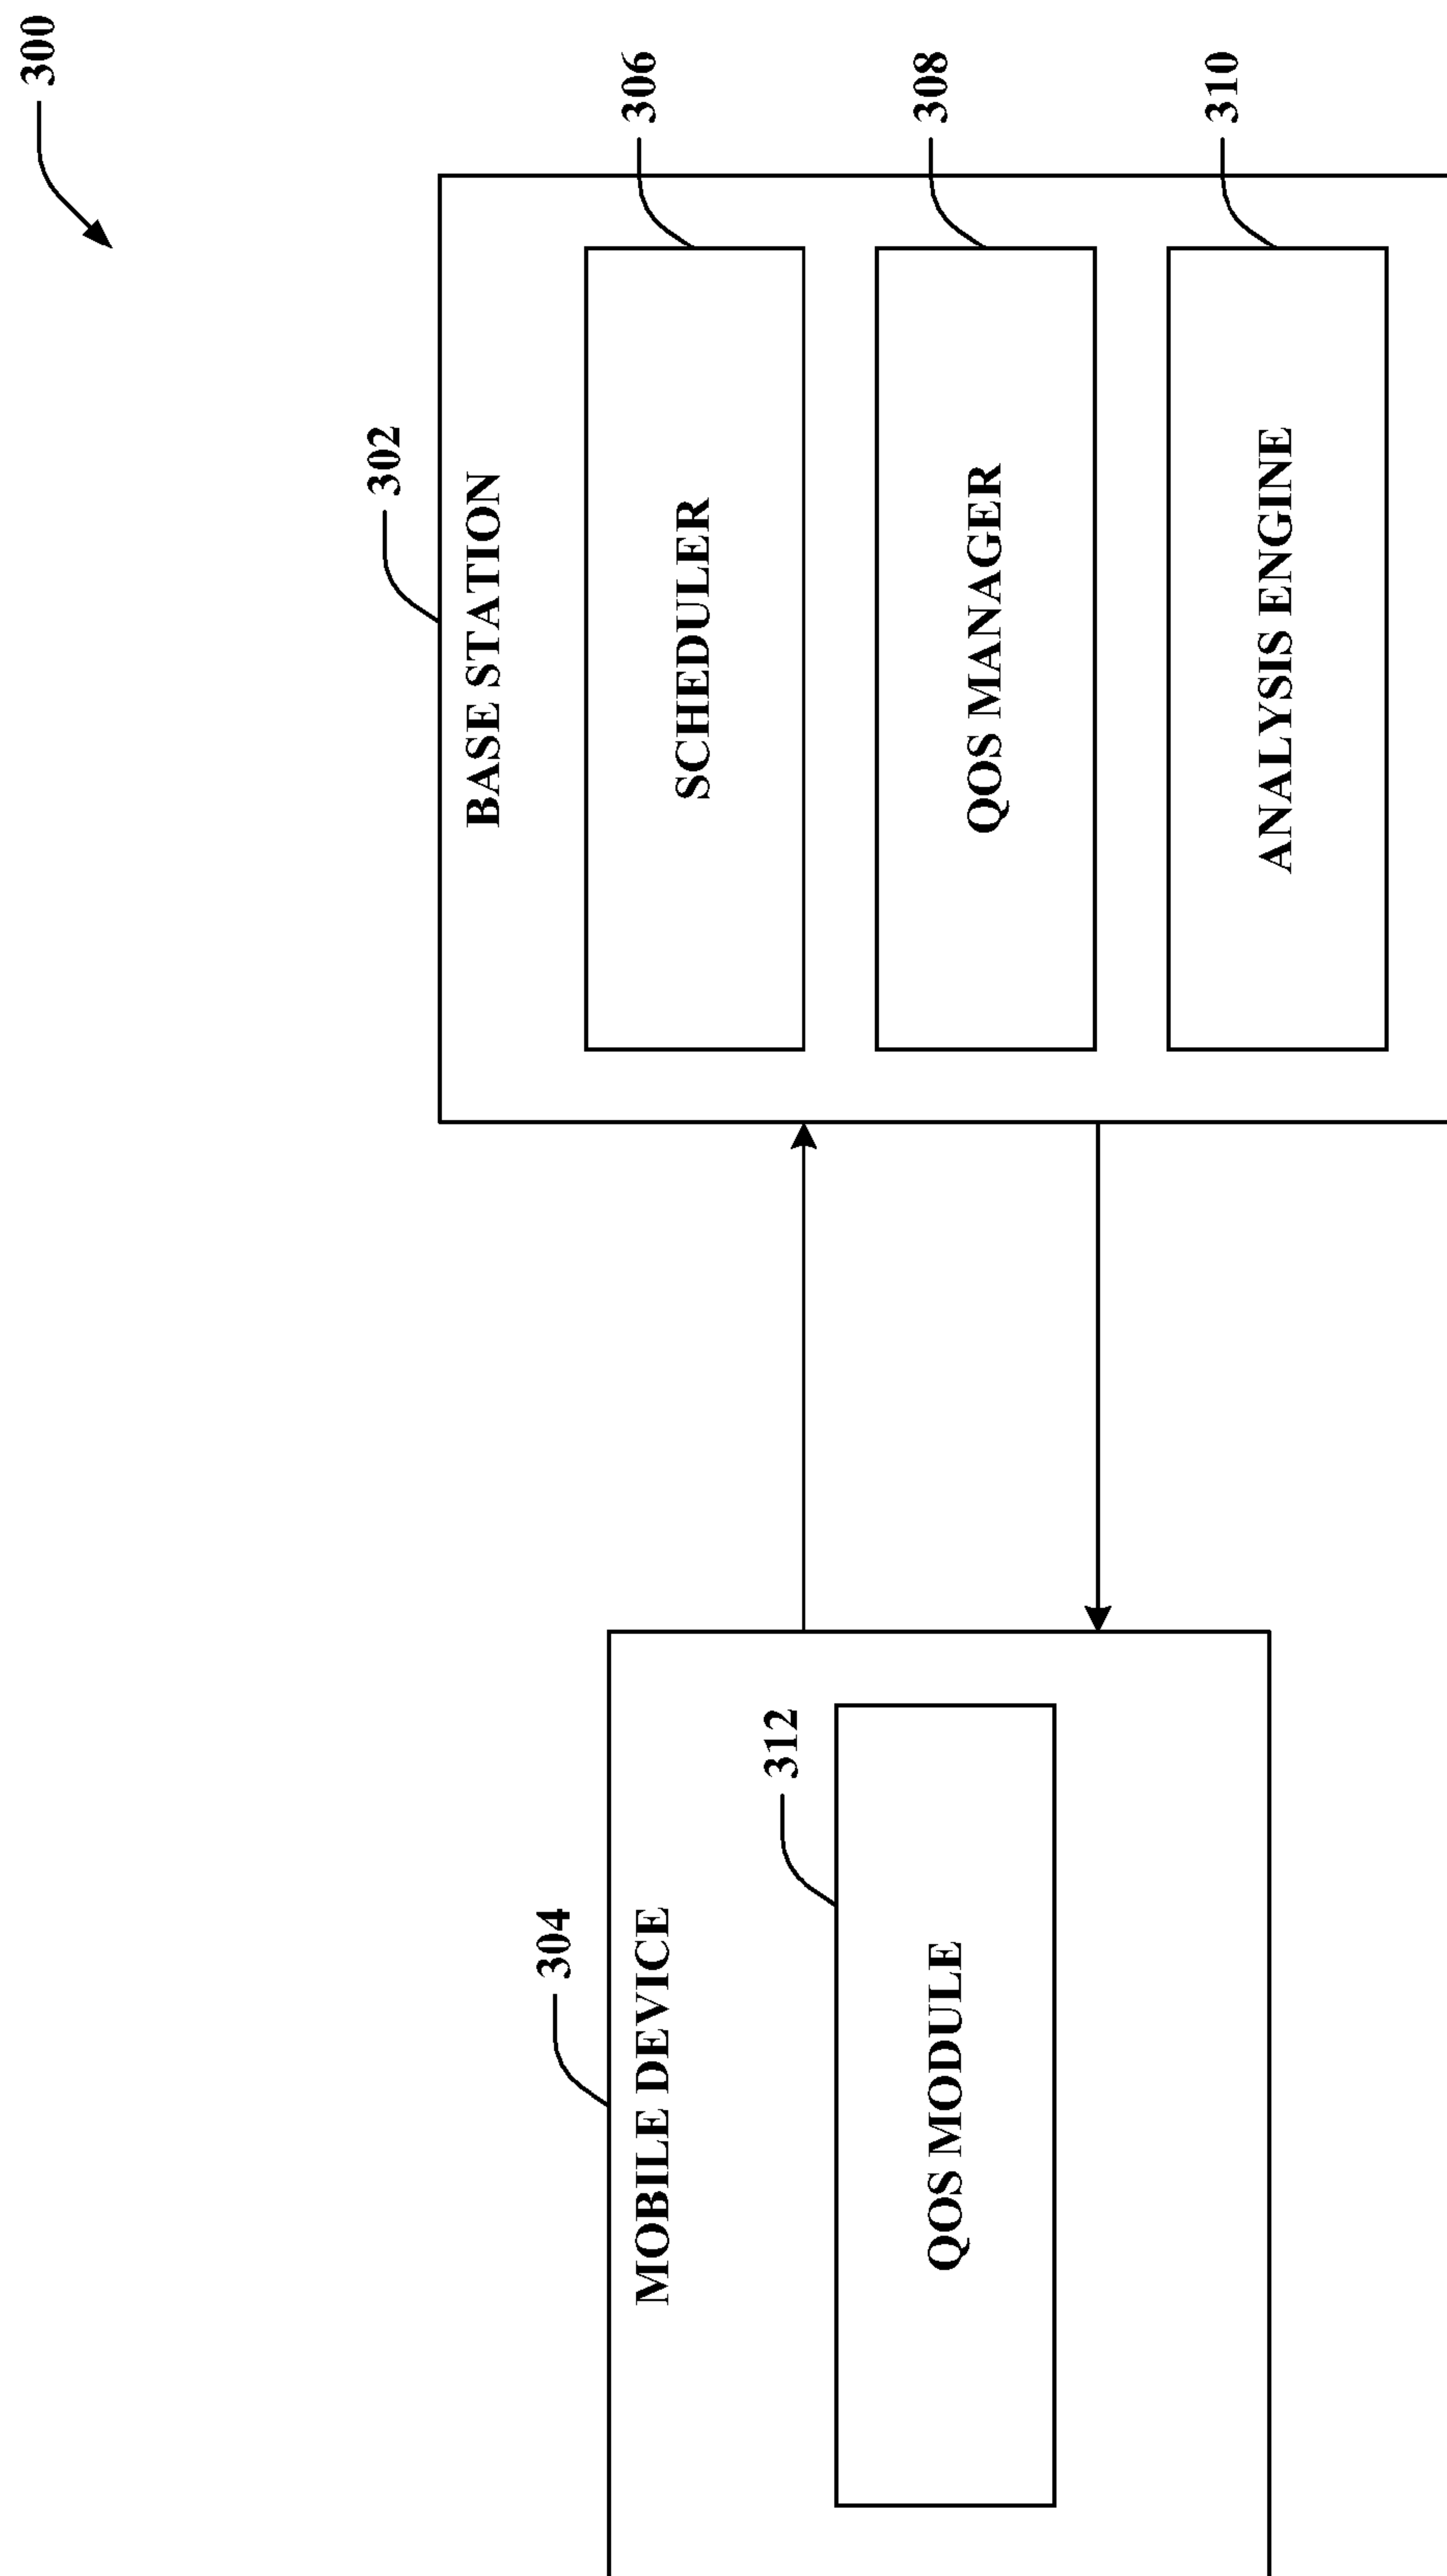 300
302
BASE STATION
306
SCHEDULER
308
QOS MANAGER
310
ANALYSIS ENGINE
304
MOBILE DEVICE
312
QOS MODULE